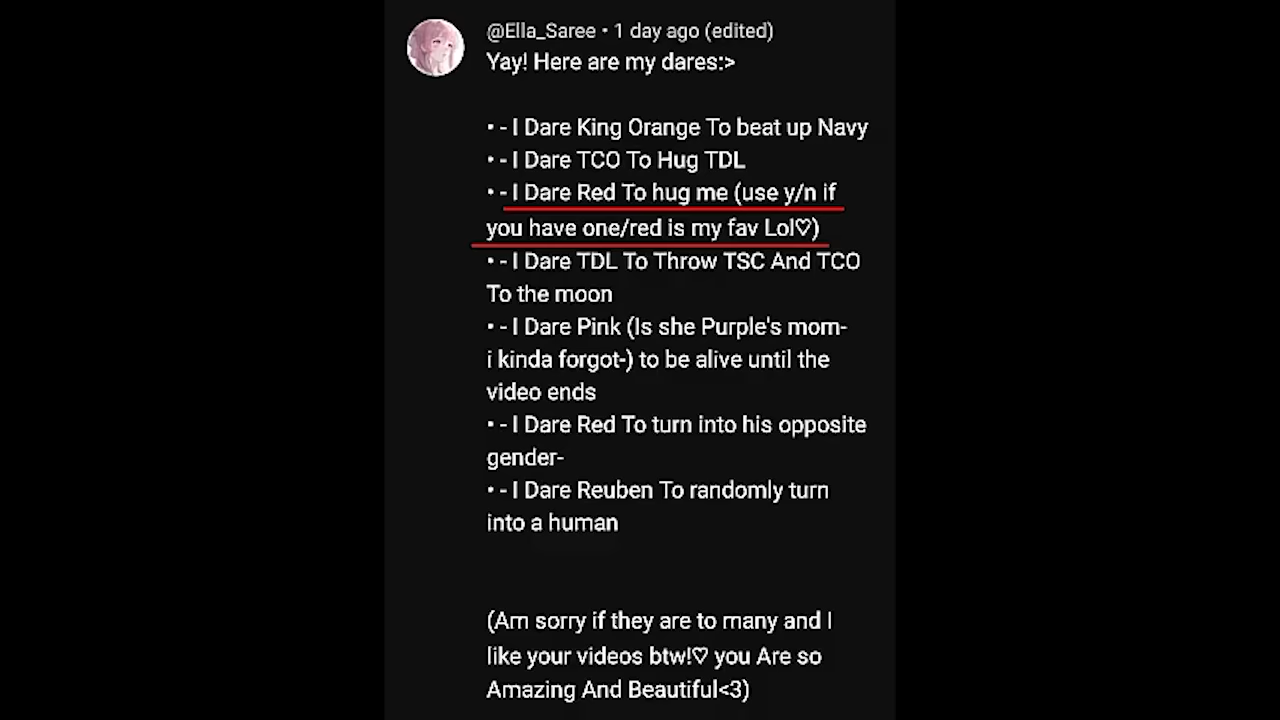 @Ella_Saree • 1 day ago (edited)
Yay! Here are my dares:>
• - I Dare King Orange To beat up Navy
• - I Dare TCO To Hug TDL
• - I Dare Red To hug me (use y/n if
you have one/red is my fav Lol♡)
• - I Dare TDL To Throw TSC And TCO
To the moon
• - I Dare Pink (Is she Purple's mom-
i kinda forgot-) to be alive until the
video ends
• - I Dare Red To turn into his opposite
gender-
• - I Dare Reuben To randomly turn
into a human
(Am sorry if they are to many and I
like your videos btw!♡ you Are so
Amazing And Beautiful<3)